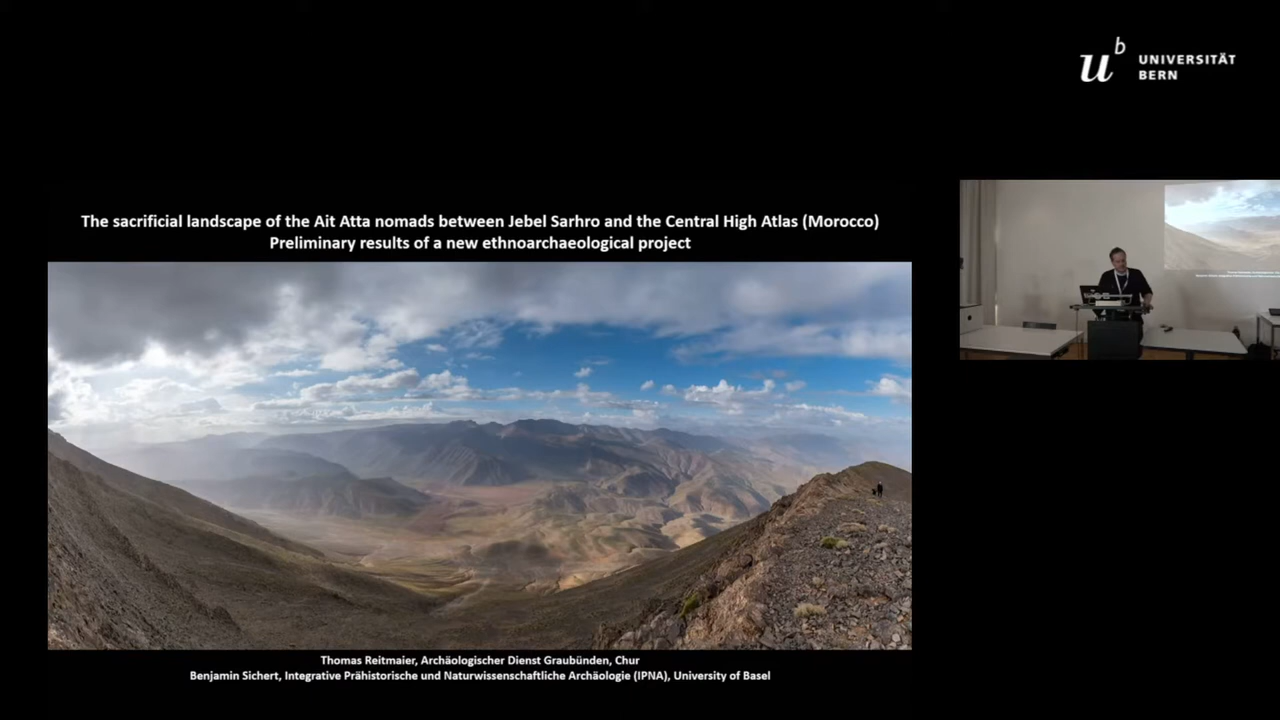 u b UNIVERSITÄT
BERN
The sacrificial landscape of the Ait Atta nomads between Jebel Sarhro and the Central High Atlas (Morocco)
Preliminary results of a new ethnoarchaeological project
Thomas Reitmaier, Archäologischer Dienst Graubünden, Chur
Benjamin Sichert, Integrative Prähistorische und Naturwissenschaftliche Archäologie (IPNA), University of Basel